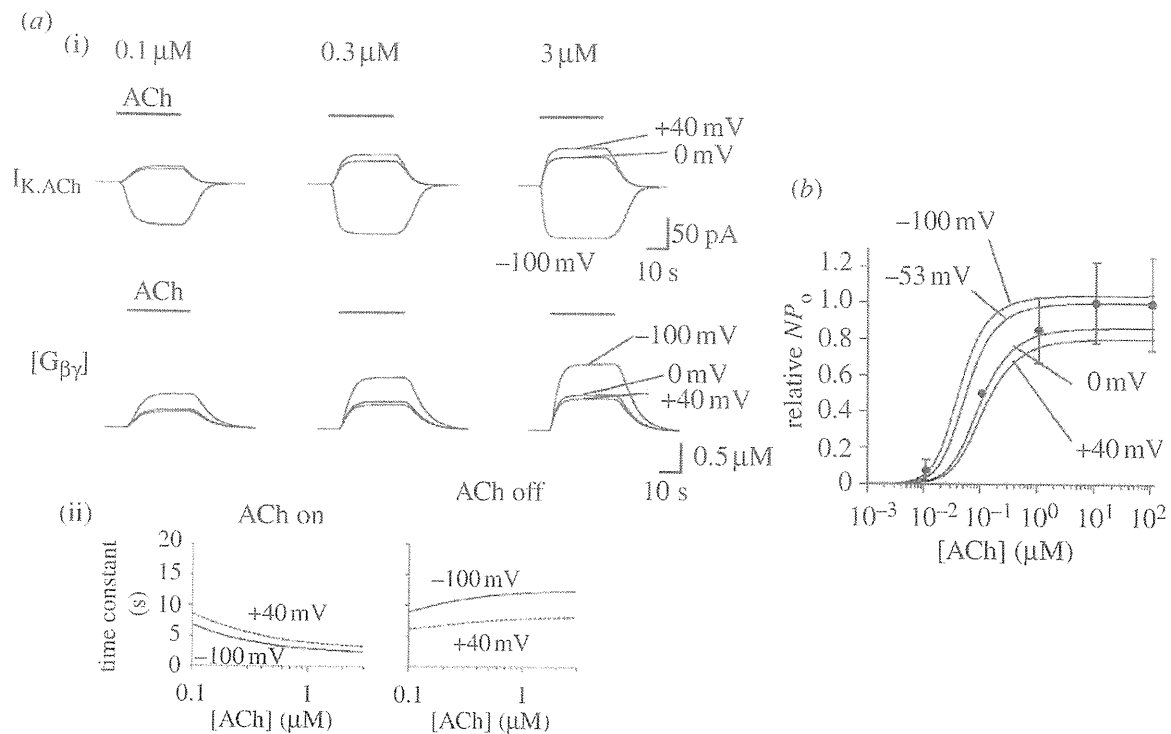 (a)
(i) 0.1 μM 0.3 μM 3 μM
ACh
+40 mV
0 mV
I_K.ACh
50 pA
10 s
−100 mV
ACh
−100 mV
0 mV
+40 mV
[G_βγ]
0.5 μM
10 s
(ii)
ACh on
ACh off
time constant
(s)
20
15
10
5
0
+40 mV
−100 mV
0.1 1
[ACh] (μM)
−100 mV
+40 mV
0.1 1
[ACh] (μM)
(b)
−100 mV
−53 mV
0 mV
+40 mV
relative NP_o
1.2
1.0
0.8
0.6
0.4
0.2
0
10^−3 10^−2 10^−1 10^0 10^1 10^2
[ACh] (μM)